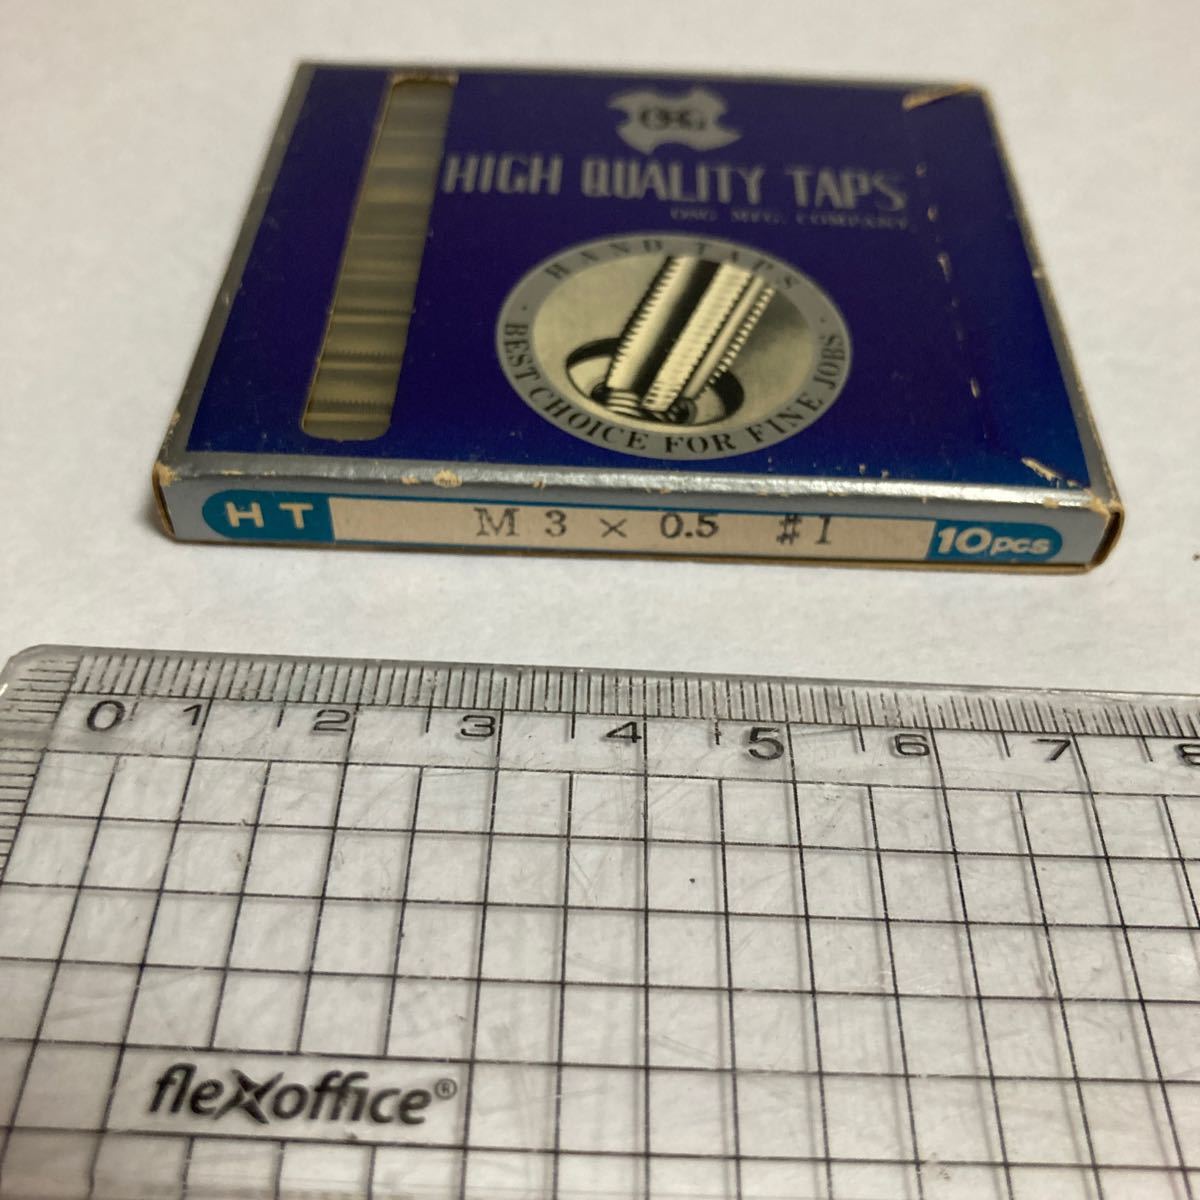 OSG
HIGH QUALITY TAPS
OSG MFG. COMPANY
HAND TAPS
· BEST CHOICE FOR FINE JOBS ·
HT M 3 × 0.5 #1 10pcs
0 1 2 3 4 5 6 7 8
flexoffice®